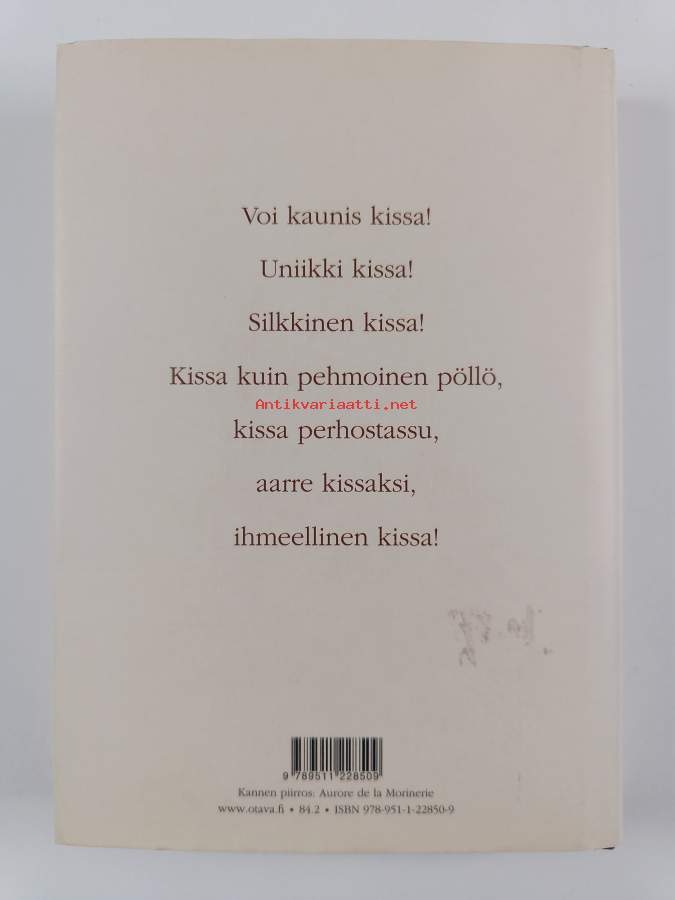 Voi kaunis kissa!
Uniikki kissa!
Silkkinen kissa!
Kissa kuin pehmoinen pöllö,
Antikvariaatti.net
kissa perhostassu,
aarre kissaksi,
ihmeellinen kissa!
9 789511 228509
Kannen piirros: Aurore de la Morinerie
www.otava.fi • 84.2 • ISBN 978-951-1-22850-9